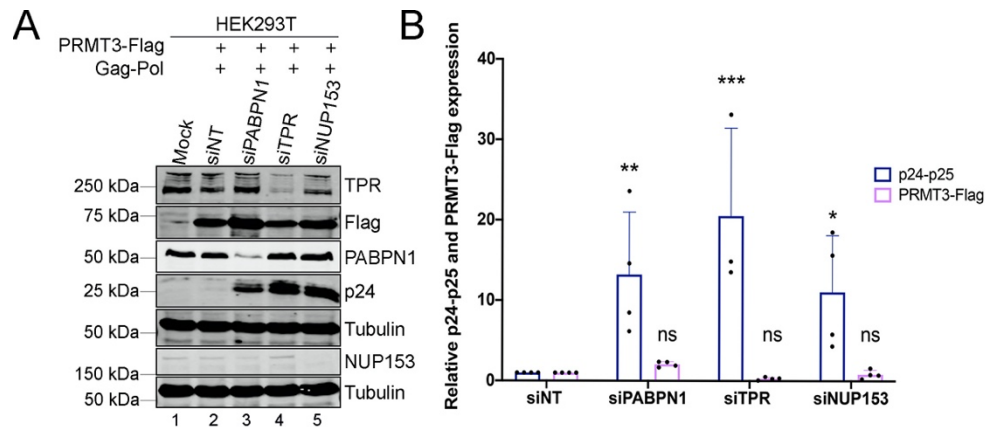 A
HEK293T
PRMT3-Flag + + + +
Gag-Pol + + + +
Mock siNT siPABPN1 siTPR siNUP153
250 kDa TPR
75 kDa Flag
50 kDa PABPN1
25 kDa p24
50 kDa Tubulin
150 kDa NUP153
50 kDa Tubulin
1 2 3 4 5
B
Relative p24-p25 and PRMT3-Flag expression
40
30
20
10
0
** ns
*** ns
* ns
siNT siPABPN1 siTPR siNUP153
p24-p25
PRMT3-Flag